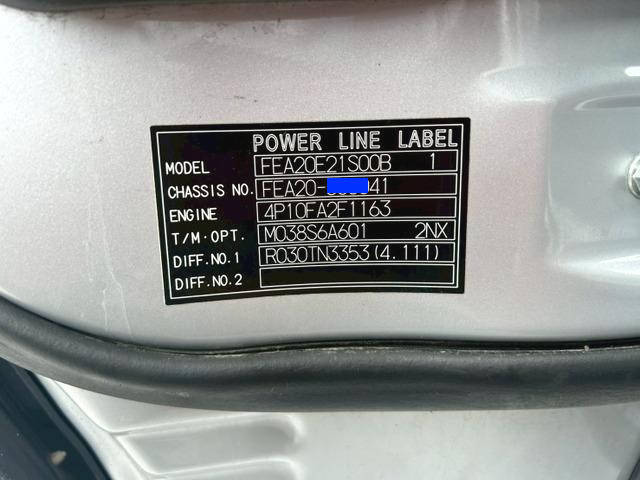 POWER LINE LABEL
MODEL FEA20E21S00B 1
CHASSIS NO. FEA20- 41
ENGINE 4P10FA2F1163
T/M·OPT. M038S6A601 2NX
DIFF.NO.1 R030TN3353(4.111)
DIFF.NO.2